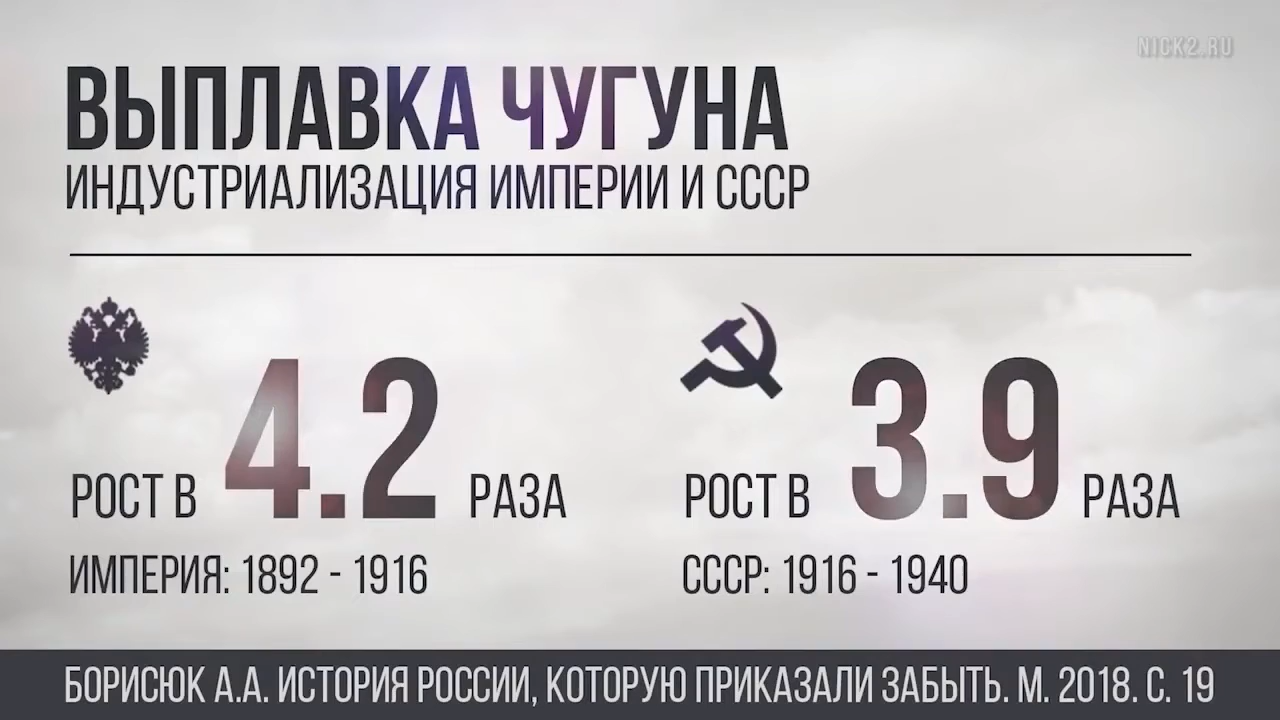 NICK2.RU
ВЫПЛАВКА ЧУГУНА
ИНДУСТРИАЛИЗАЦИЯ ИМПЕРИИ И СССР
РОСТ В 4.2 РАЗА
ИМПЕРИЯ: 1892 - 1916
РОСТ В 3.9 РАЗА
СССР: 1916 - 1940
БОРИСЮК А.А. ИСТОРИЯ РОССИИ, КОТОРУЮ ПРИКАЗАЛИ ЗАБЫТЬ. М. 2018. С. 19